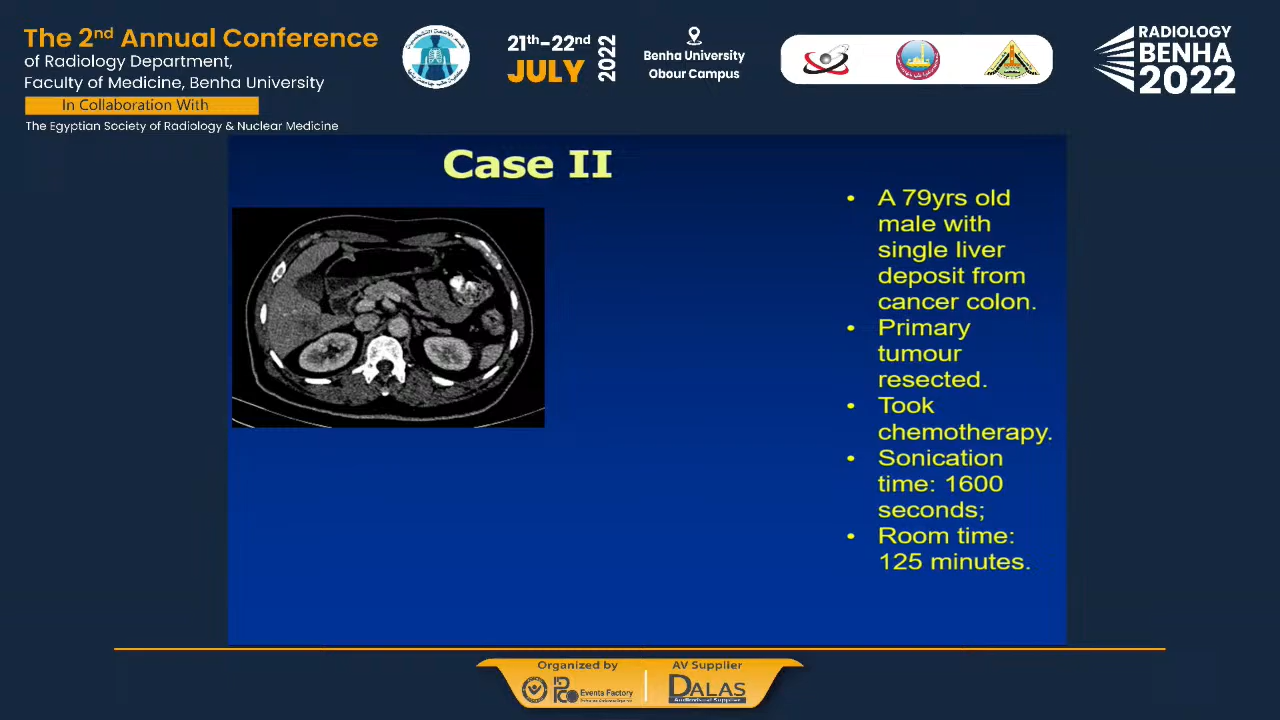 The 2nd Annual Conference
of Radiology Department,
Faculty of Medicine, Benha University
In Collaboration With
The Egyptian Society of Radiology & Nuclear Medicine
21th-22nd
JULY
2022
Benha University
Obour Campus
RADIOLOGY
BENHA
2022
Case II
• A 79yrs old
male with
single liver
deposit from
cancer colon.
• Primary
tumour
resected.
• Took
chemotherapy.
• Sonication
time: 1600
seconds;
• Room time:
125 minutes.
Organized by
Events Factory
AV Supplier
DALAS